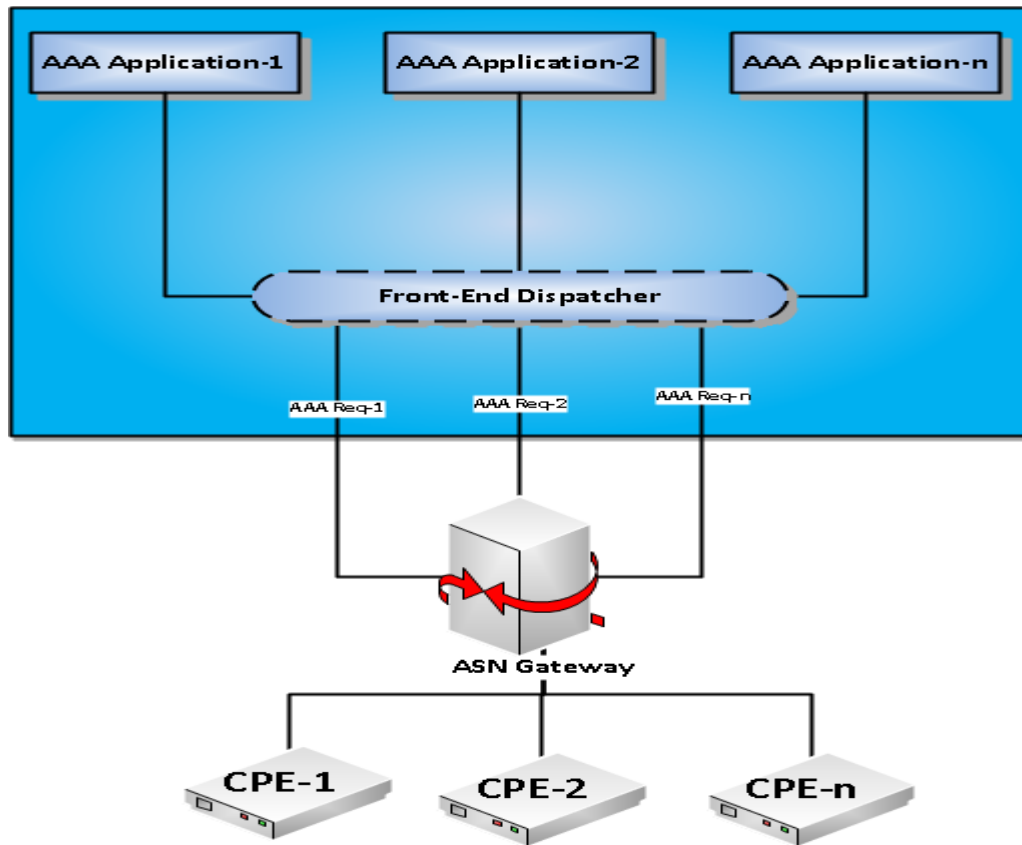 AAA Application-1
AAA Application-2
AAA Application-n
Front-End Dispatcher
AAA Req-1
AAA Req-2
AAA Req-n
ASN Gateway
CPE-1
CPE-2
CPE-n